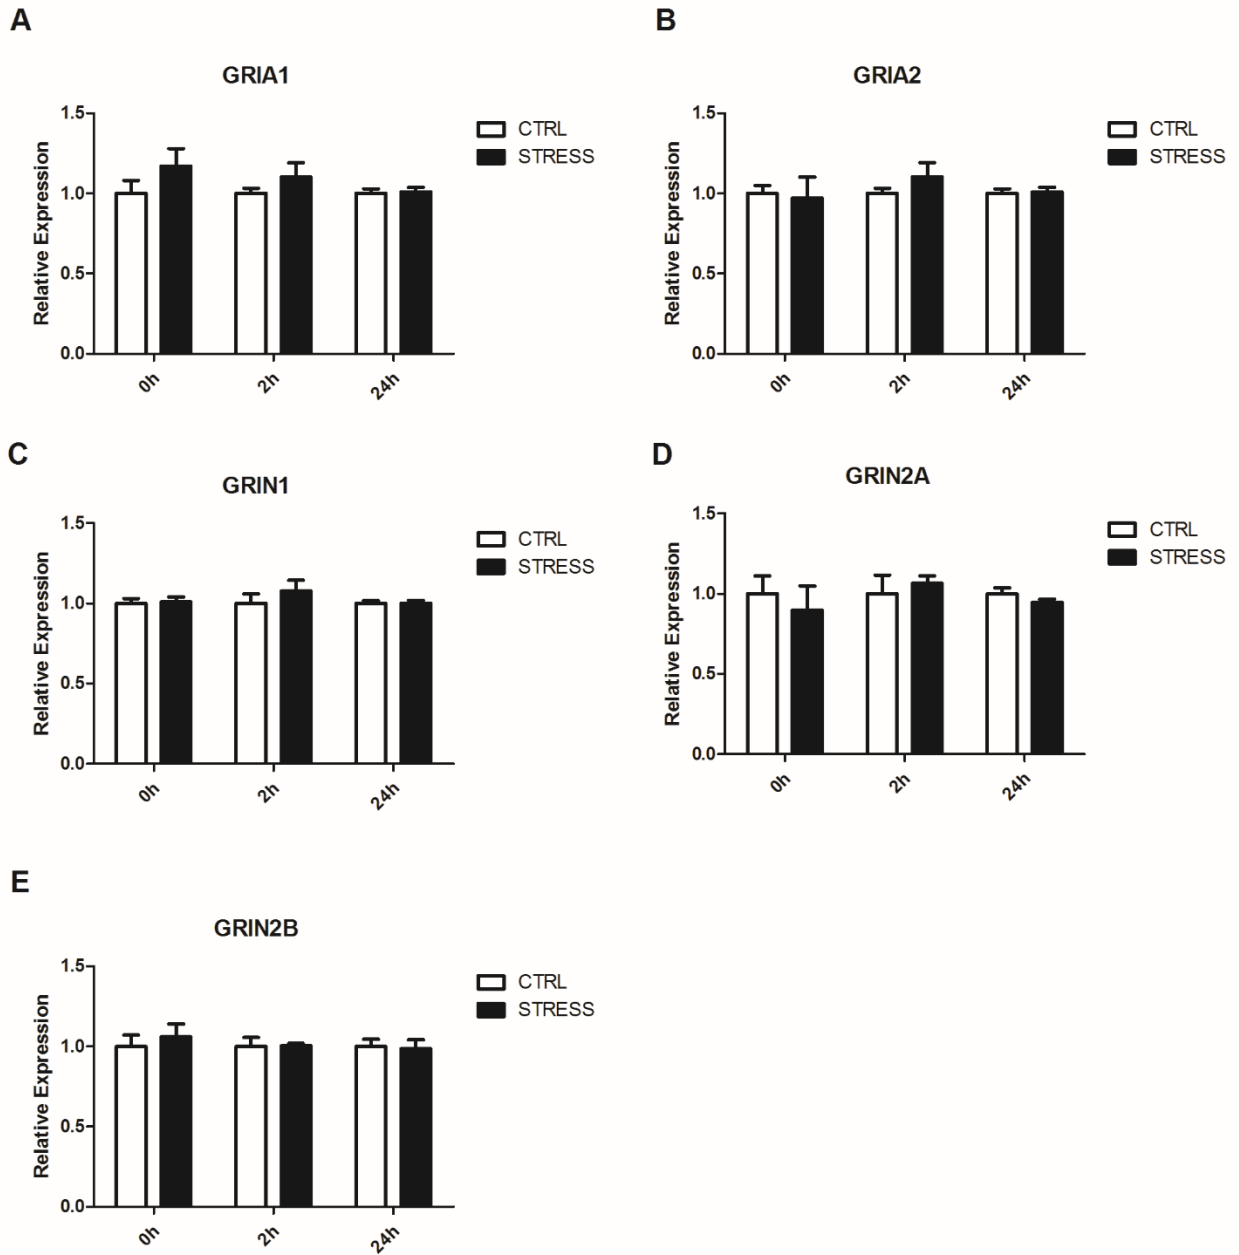 A
GRIA1
CTRL
STRESS
Relative Expression
1.5
1.0
0.5
0.0
0h
2h
24h
B
GRIA2
CTRL
STRESS
Relative Expression
1.5
1.0
0.5
0.0
0h
2h
24h
C
GRIN1
CTRL
STRESS
Relative Expression
1.5
1.0
0.5
0.0
0h
2h
24h
D
GRIN2A
CTRL
STRESS
Relative Expression
1.5
1.0
0.5
0.0
0h
2h
24h
E
GRIN2B
CTRL
STRESS
Relative Expression
1.5
1.0
0.5
0.0
0h
2h
24h